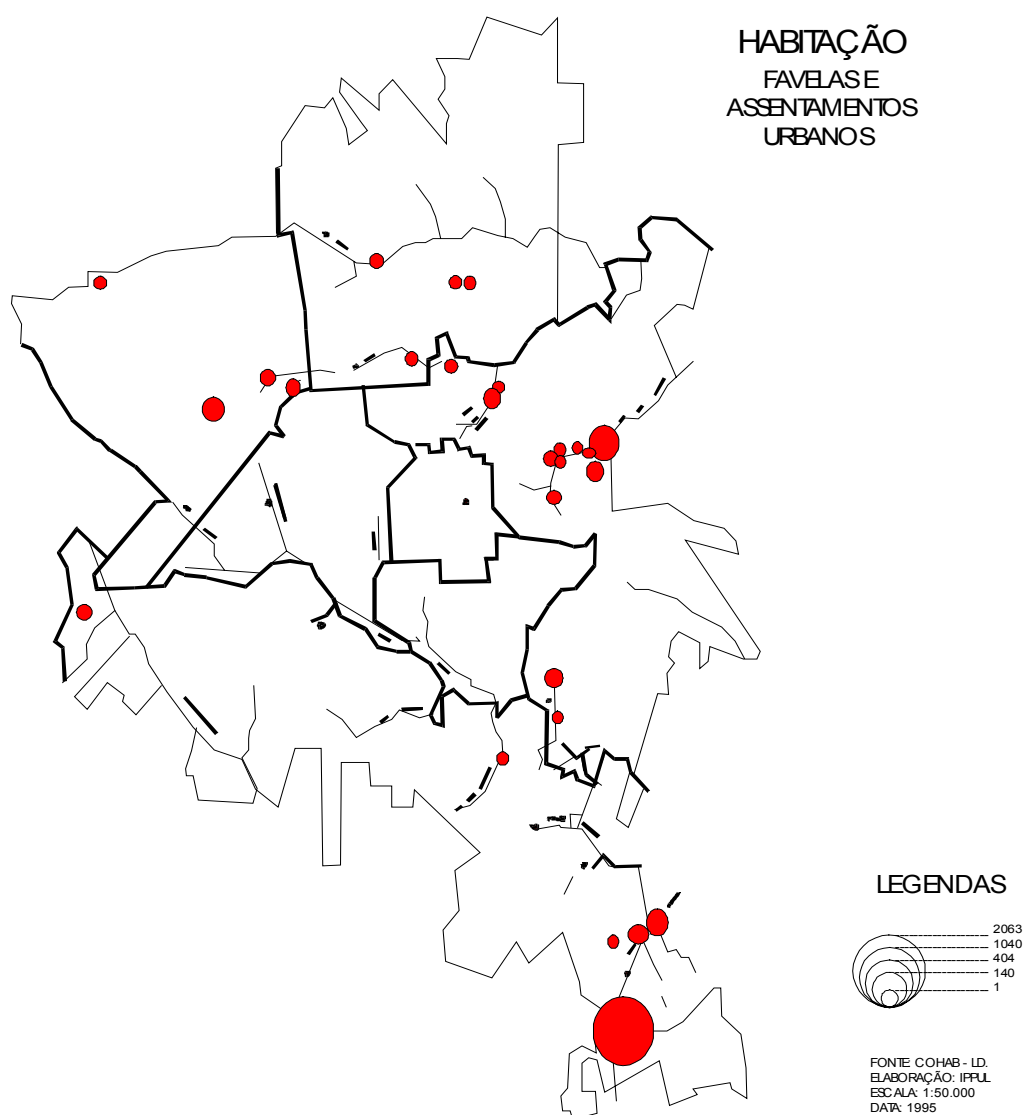 HABITAÇÃO
FAVELAS E
ASSENTAMENTOS
URBANOS
LEGENDAS
2063
1040
404
140
1
FONTE: COHAB - LD.
ELABORAÇÃO: IPPUL
ESCALA: 1:50.000
DATA: 1995